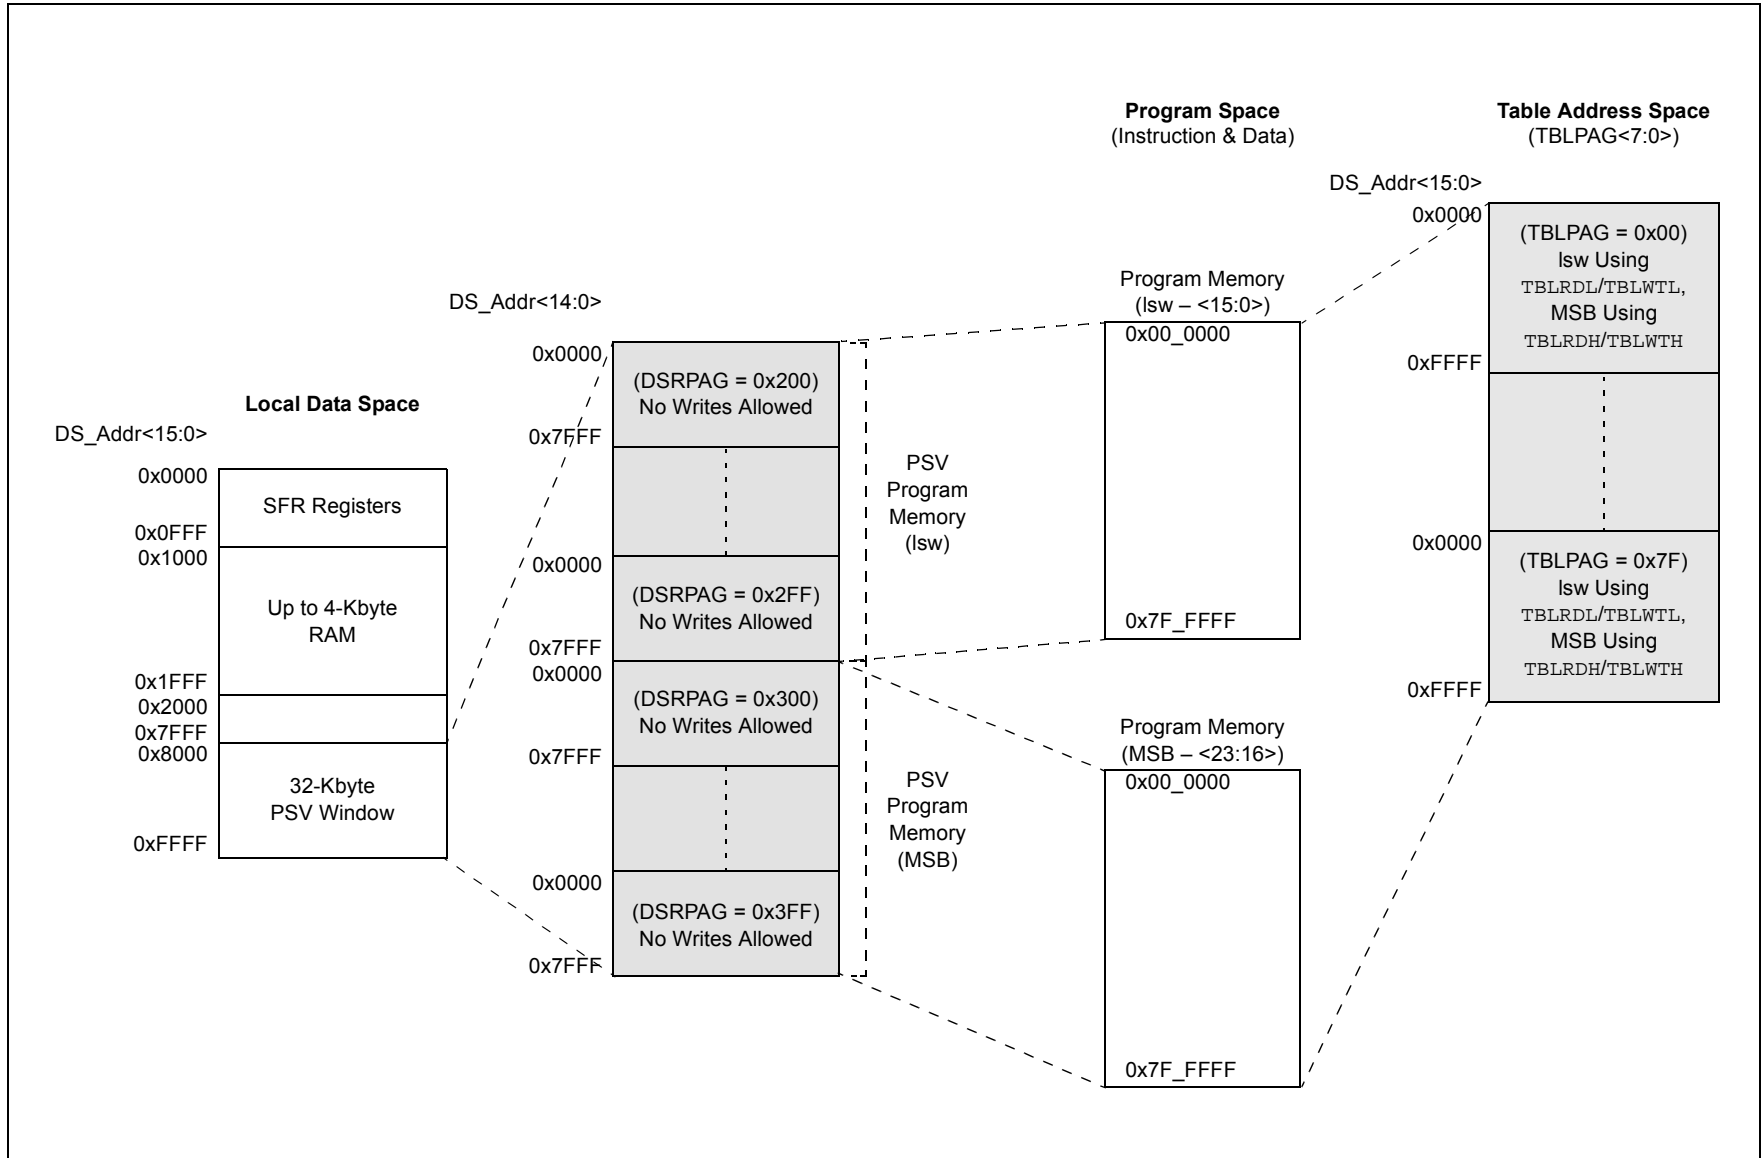 Local Data Space
DS_Addr<15:0>
0x0000
SFR Registers
0x0FFF
0x1000
Up to 4-Kbyte
RAM
0x1FFF
0x2000
0x7FFF
0x8000
32-Kbyte
PSV Window
0xFFFF
DS_Addr<14:0>
0x0000
(DSRPAG = 0x200)
No Writes Allowed
0x7FFF
0x0000
(DSRPAG = 0x2FF)
No Writes Allowed
0x7FFF
0x0000
(DSRPAG = 0x300)
No Writes Allowed
0x7FFF
0x0000
(DSRPAG = 0x3FF)
No Writes Allowed
0x7FFF
PSV
Program
Memory
(lsw)
PSV
Program
Memory
(MSB)
Program Space
(Instruction & Data)
Program Memory
(lsw – <15:0>)
0x00_0000
0x7F_FFFF
Program Memory
(MSB – <23:16>)
0x00_0000
0x7F_FFFF
Table Address Space
(TBLPAG<7:0>)
DS_Addr<15:0>
0x0000
(TBLPAG = 0x00)
lsw Using
TBLRDL/TBLWTL,
MSB Using
TBLRDH/TBLWTH
0xFFFF
0x0000
(TBLPAG = 0x7F)
lsw Using
TBLRDL/TBLWTL,
MSB Using
TBLRDH/TBLWTH
0xFFFF